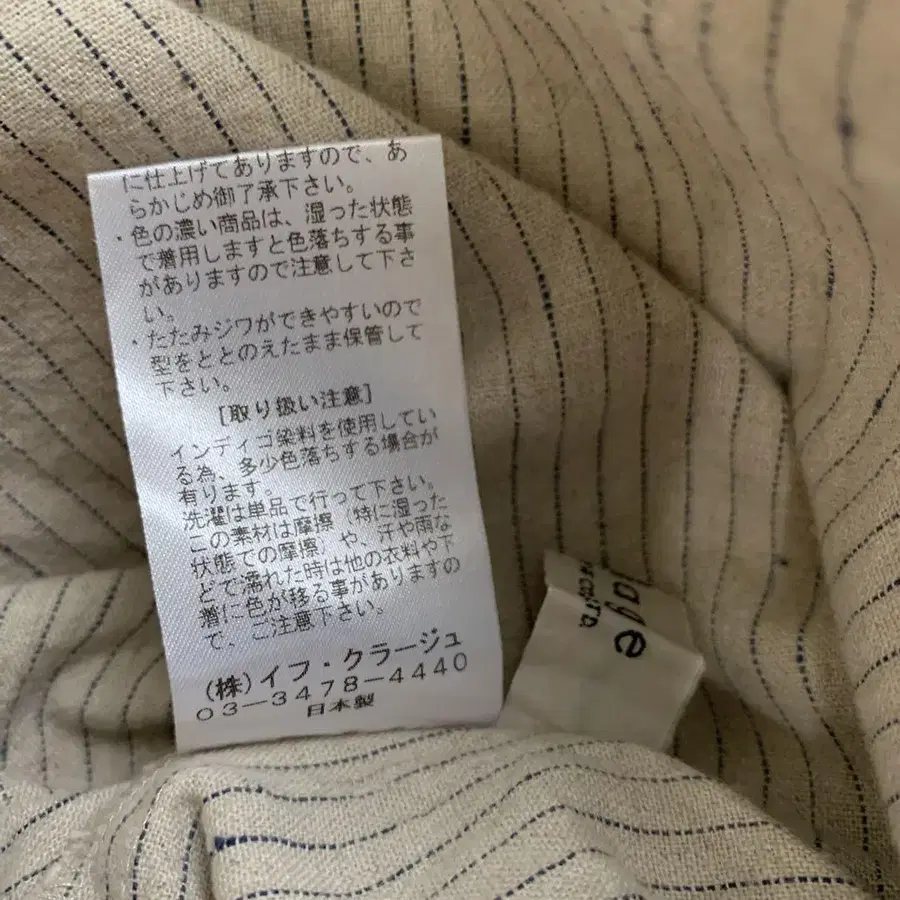 に仕上げてありますので、あ
らかじめ御了承下さい。
・色の濃い商品は、湿った状態
で着用しますと色落ちする事
がありますので注意して下さ
い。
・たたみジワができやすいので
型をととのえたまま保管して
下さい。
[取り扱い注意]
インディゴ染料を使用してい
る為、多少色落ちする場合が
有ります。
洗濯は単品で行って下さい。
この素材は摩擦（特に湿った
状態での摩擦）や、汗や雨な
どで濡れた時は他の衣料や下
着に色が移る事がありますの
で、ご注意下さい。
(株)イフ・クラージュ
０３－３４７８－４４４０
日本製
age
CO.,LTD.